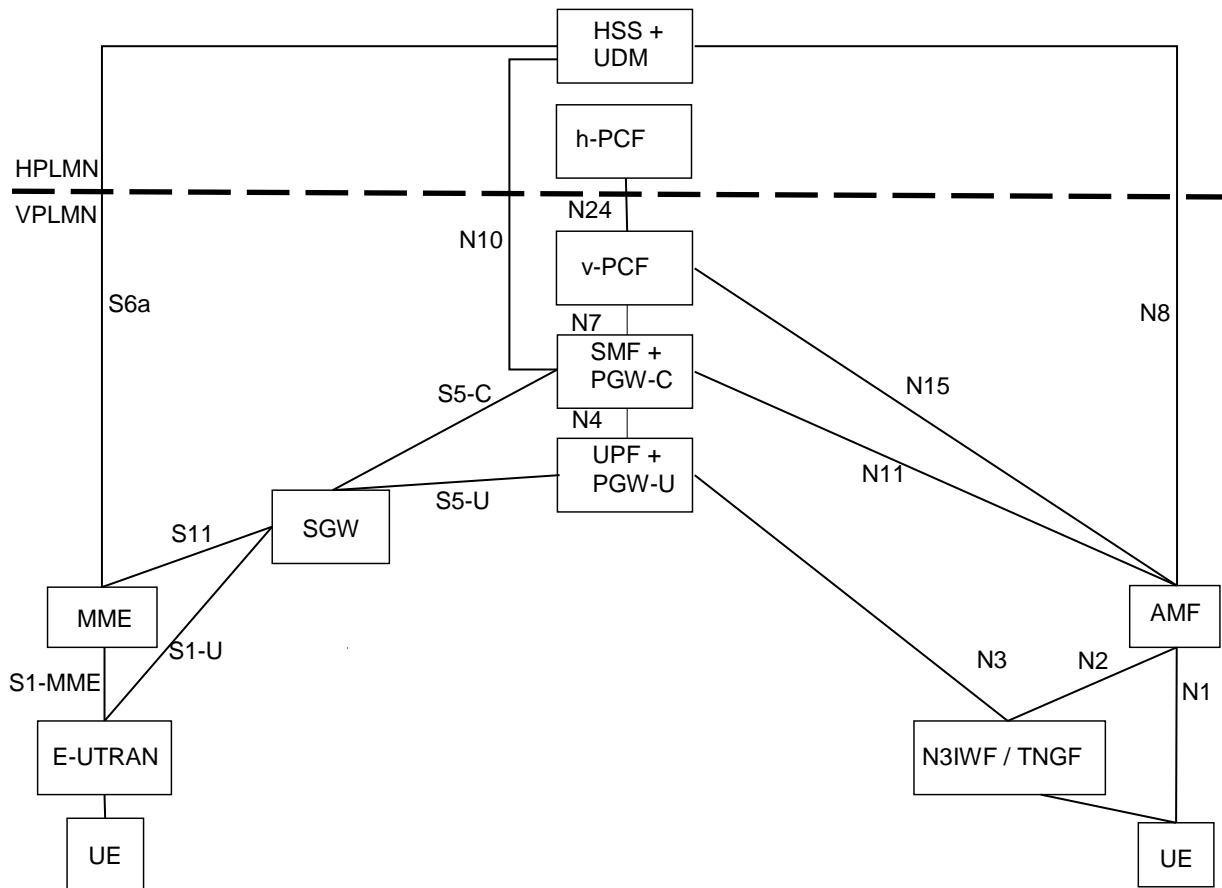 HSS +
UDM
h-PCF
HPLMN
VPLMN
N24
N10
v-PCF
S6a
N8
N7
SMF +
PGW-C
N15
S5-C
N4
UPF +
PGW-U
N11
S5-U
SGW
S11
MME
AMF
S1-U
N3
N2
S1-MME
N1
E-UTRAN
N3IWF / TNGF
UE
UE